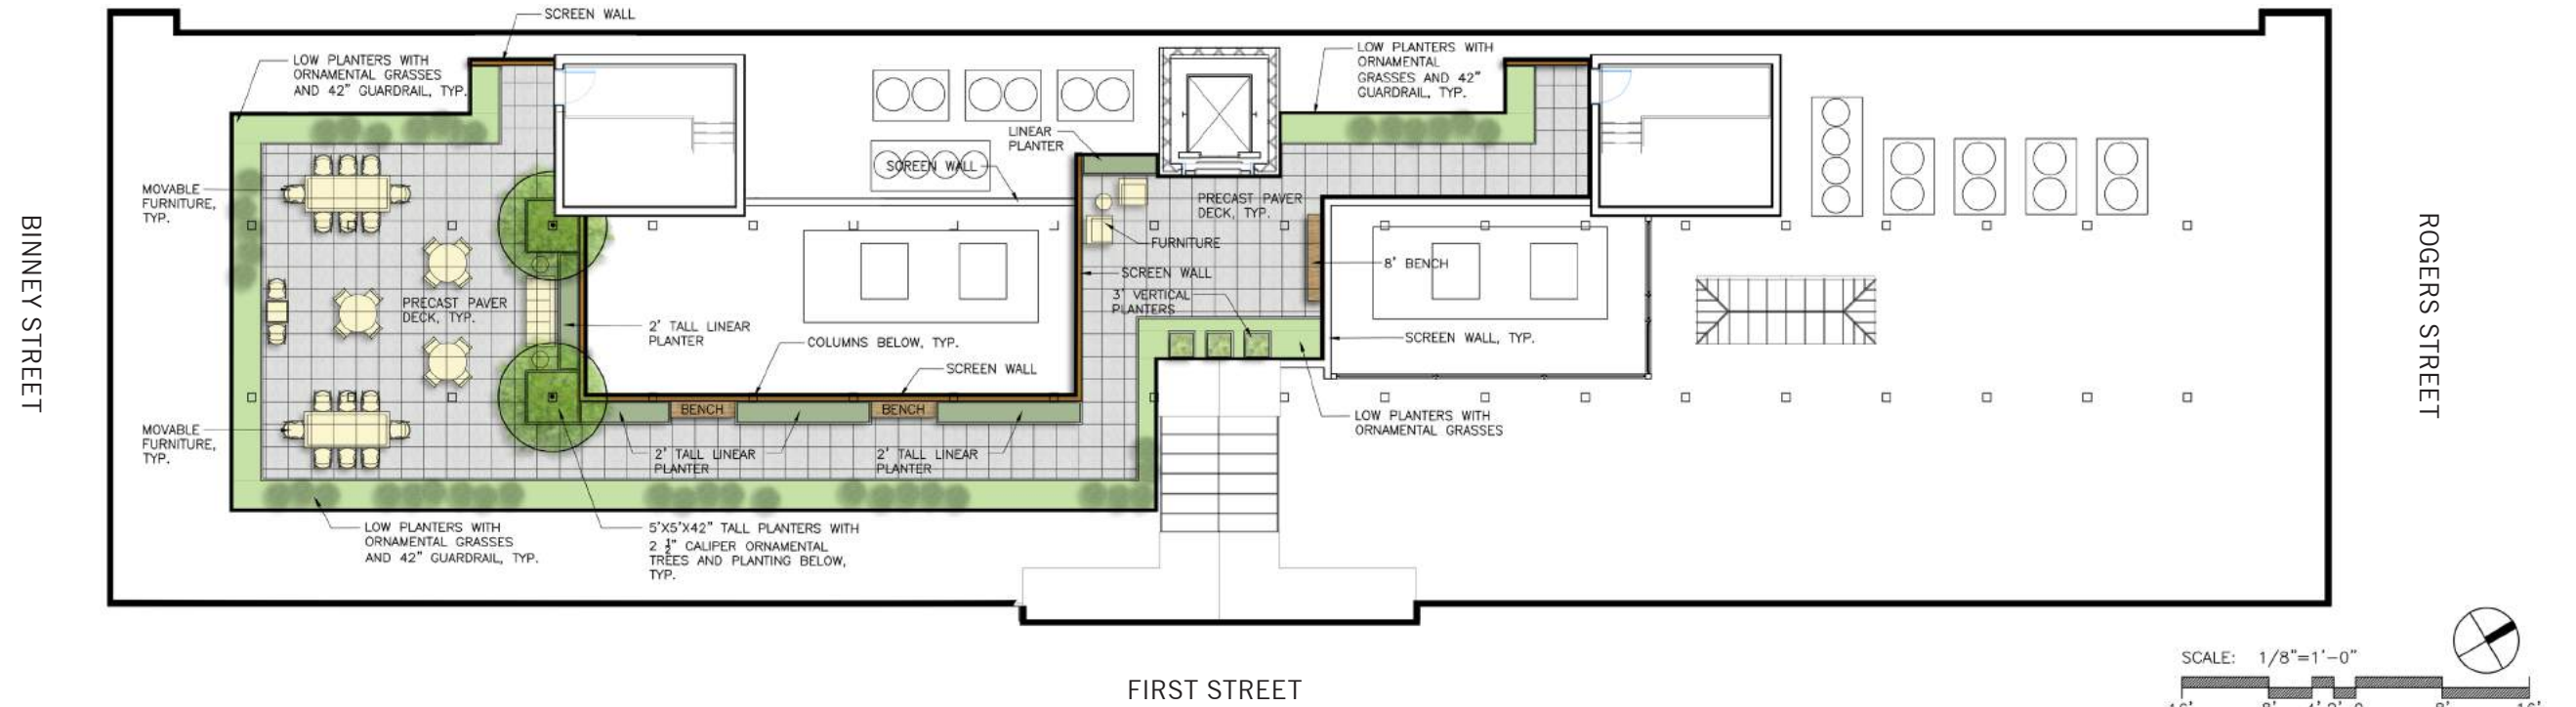 SCREEN WALL
LOW PLANTERS WITH
ORNAMENTAL GRASSES
AND 42" GUARDRAIL, TYP.
LOW PLANTERS WITH
ORNAMENTAL
GRASSES AND 42"
GUARDRAIL, TYP.
LINEAR
PLANTER
SCREEN WALL
MOVABLE
FURNITURE,
TYP.
PRECAST PAVER
DECK, TYP.
FURNITURE
8' BENCH
SCREEN WALL
3' VERTICAL
PLANTERS
PRECAST PAVER
DECK, TYP.
2' TALL LINEAR
PLANTER
COLUMNS BELOW, TYP.
SCREEN WALL, TYP.
SCREEN WALL
BENCH
BENCH
LOW PLANTERS WITH
ORNAMENTAL GRASSES
MOVABLE
FURNITURE,
TYP.
2' TALL LINEAR
PLANTER
2' TALL LINEAR
PLANTER
LOW PLANTERS WITH
ORNAMENTAL GRASSES
AND 42" GUARDRAIL, TYP.
5'X5'X42" TALL PLANTERS WITH
2 1/2" CALIPER ORNAMENTAL
TREES AND PLANTING BELOW,
TYP.
BINNEY STREET
ROGERS STREET
FIRST STREET
SCALE: 1/8"=1'-0"